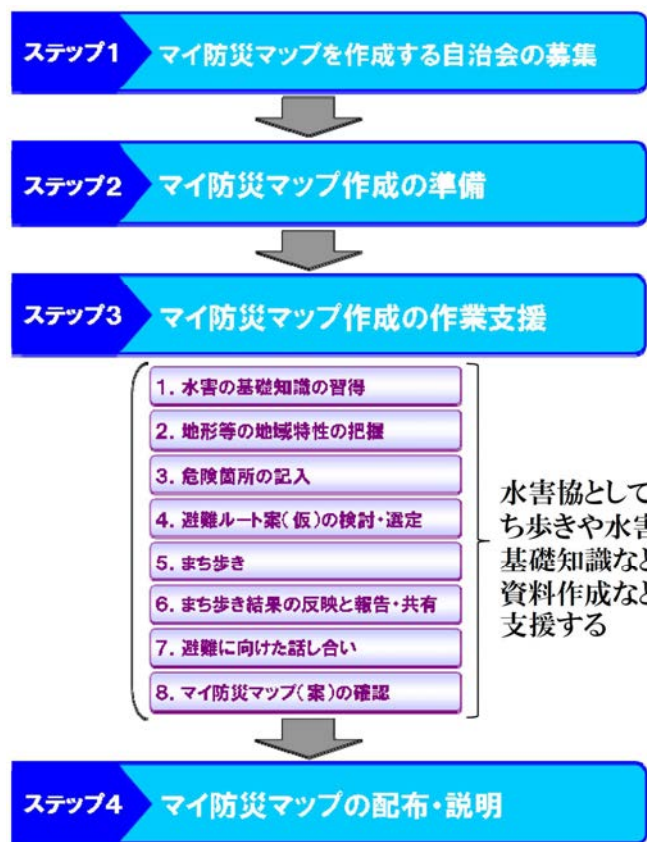 ステップ1 マイ防災マップを作成する自治会の募集
ステップ2 マイ防災マップ作成の準備
ステップ3 マイ防災マップ作成の作業支援
1. 水害の基礎知識の習得
2. 地形等の地域特性の把握
3. 危険箇所の記入
4. 避難ルート案(仮)の検討・選定
5. まち歩き
6. まち歩き結果の反映と報告・共有
7. 避難に向けた話し合い
8. マイ防災マップ(案)の確認
水害協として
ち歩きや水害
基礎知識など
資料作成など
支援する
ステップ4 マイ防災マップの配布・説明